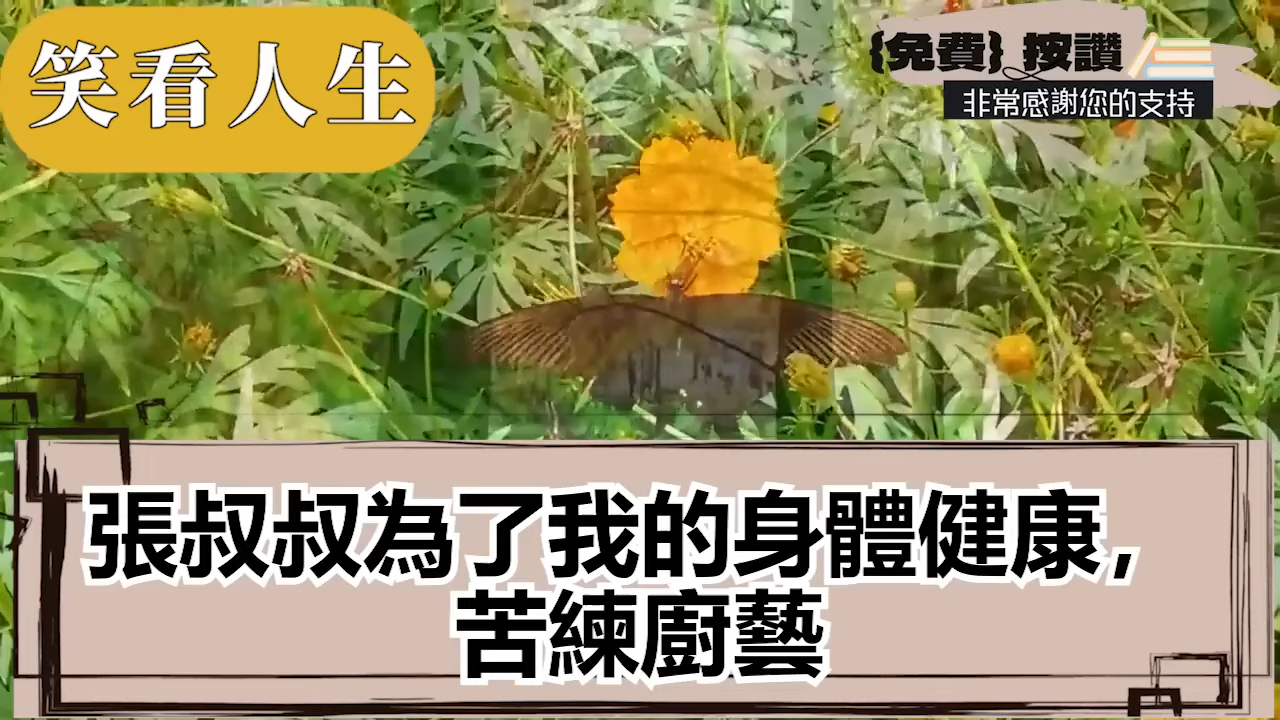 笑看人生
{免費} 按讚
非常感謝您的支持
張叔叔為了我的身體健康,
苦練廚藝